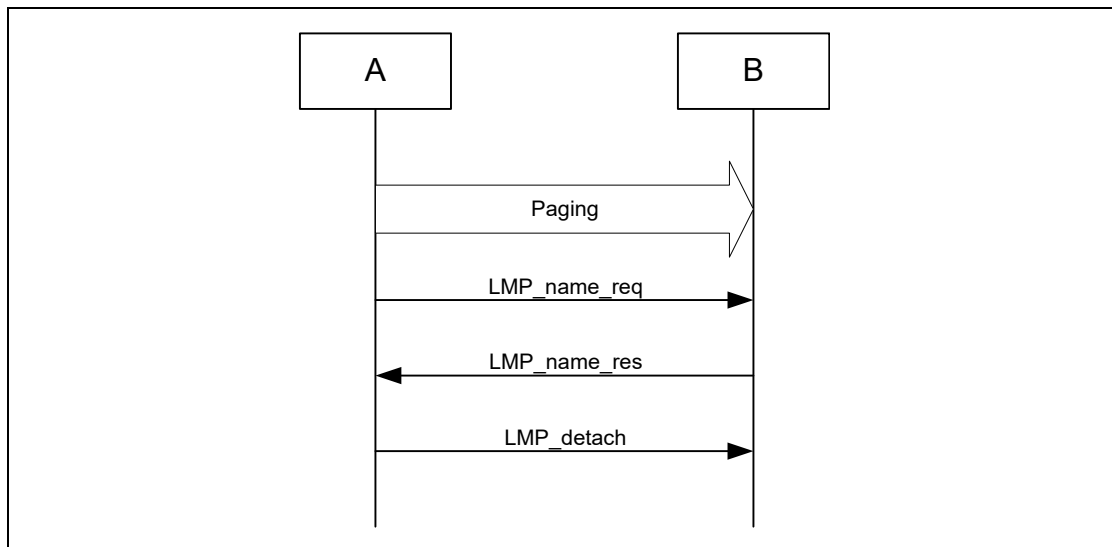 A
B
Paging
LMP_name_req
LMP_name_res
LMP_detach